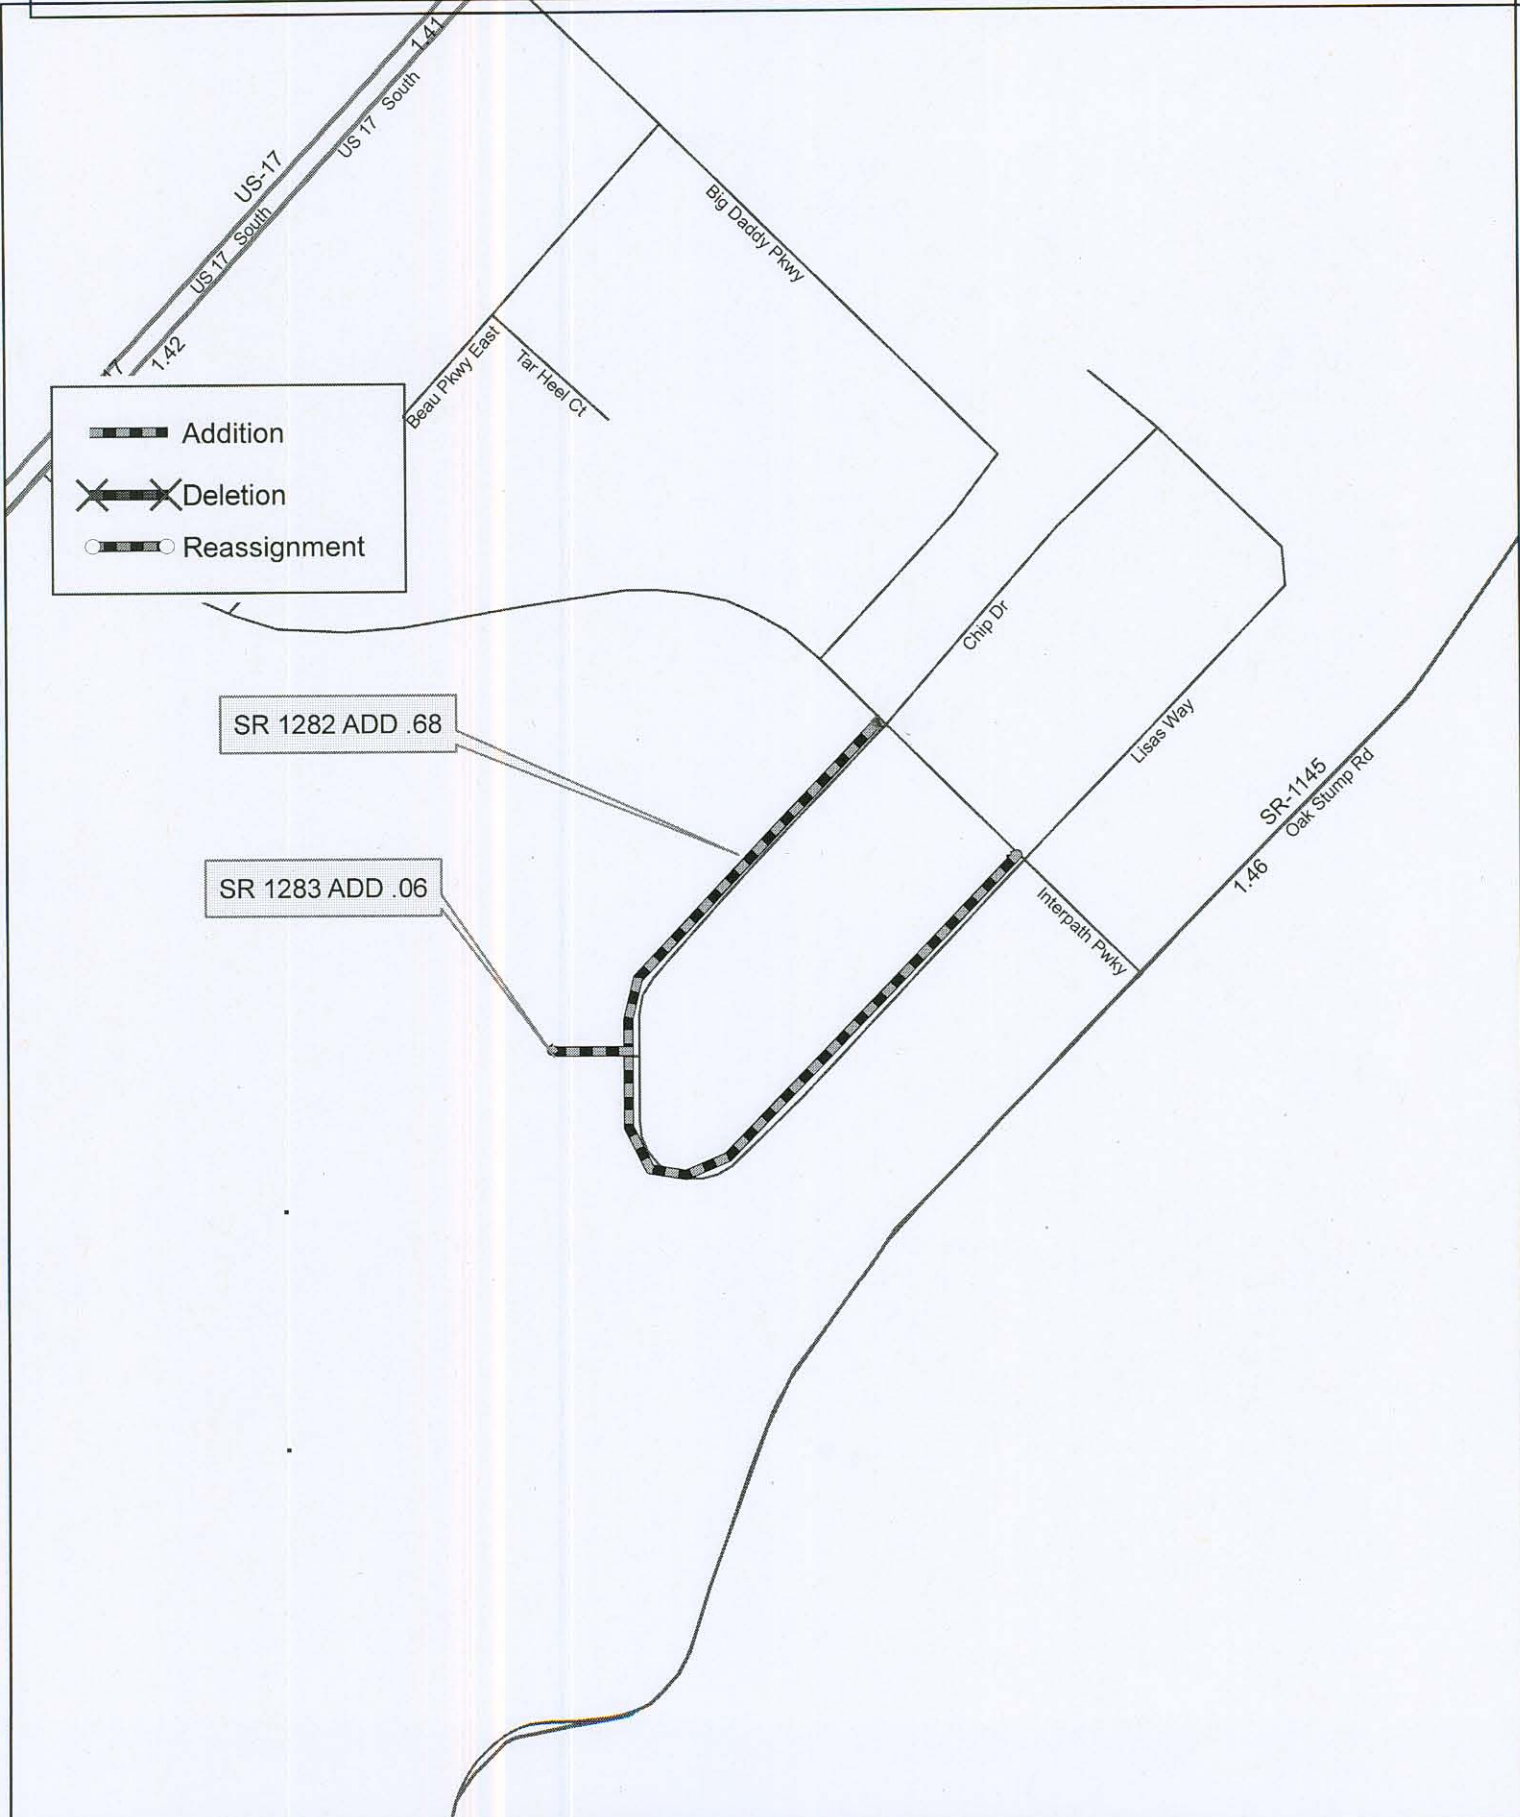 1.41
US 17 South
US-17
US 17 South
Big Daddy Pkwy
17
1.42
Beau Pkwy East
Tar Heel Ct
Addition
Deletion
Reassignment
Chip Dr
SR 1282 ADD .68
Lisas Way
SR-1145
Oak Stump Rd
1.46
SR 1283 ADD .06
Interpath Pwky